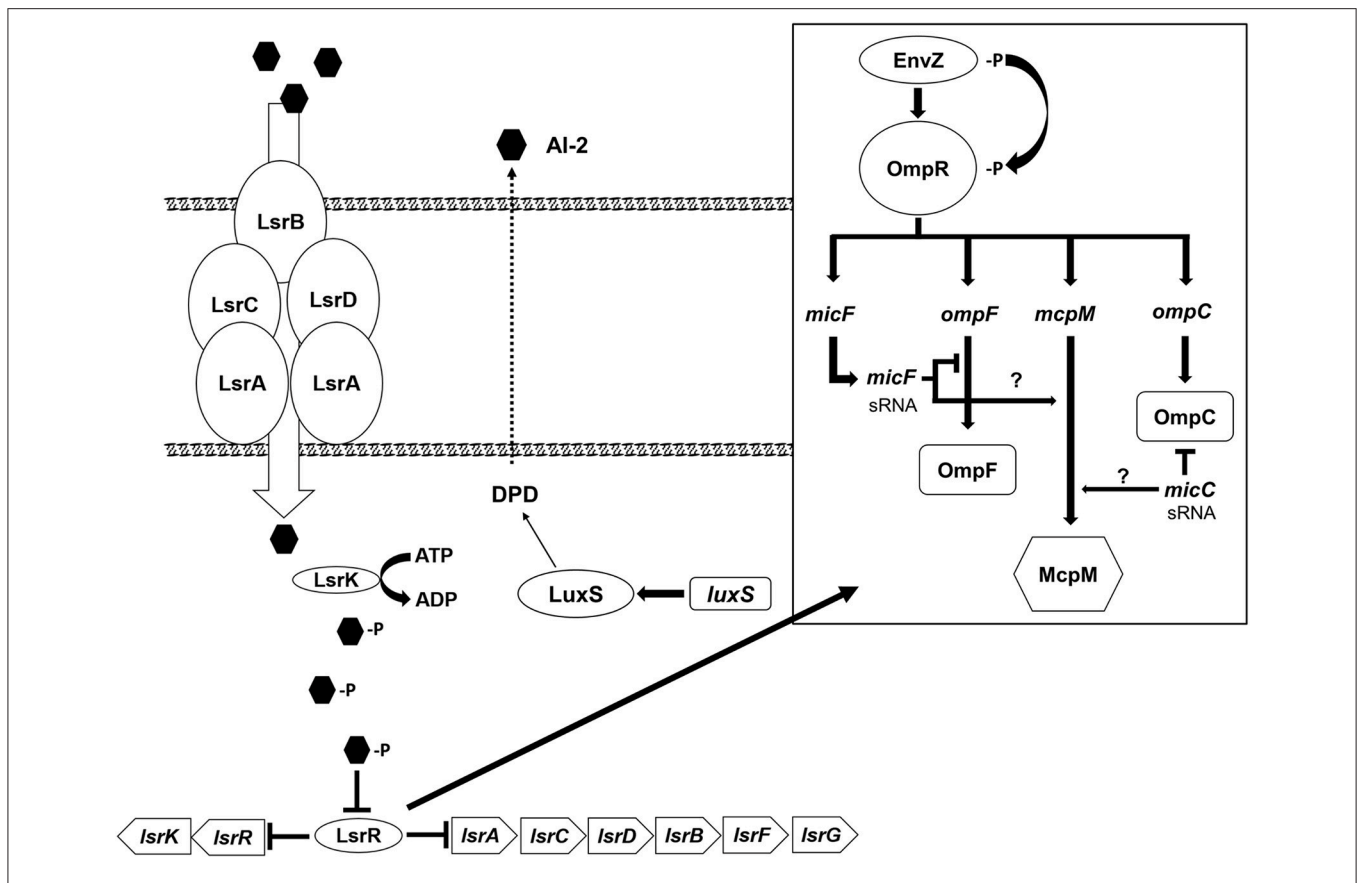 AI-2
LsrB
LsrC
LsrD
LsrA
LsrA
DPD
LsrK
ATP
ADP
LuxS
luxS
-P
-P
-P
lsrK
lsrR
LsrR
lsrA
lsrC
lsrD
lsrB
lsrF
lsrG
EnvZ
-P
OmpR
-P
micF
ompF
mcpM
ompC
micF
sRNA
?
OmpC
OmpF
?
micC
sRNA
McpM